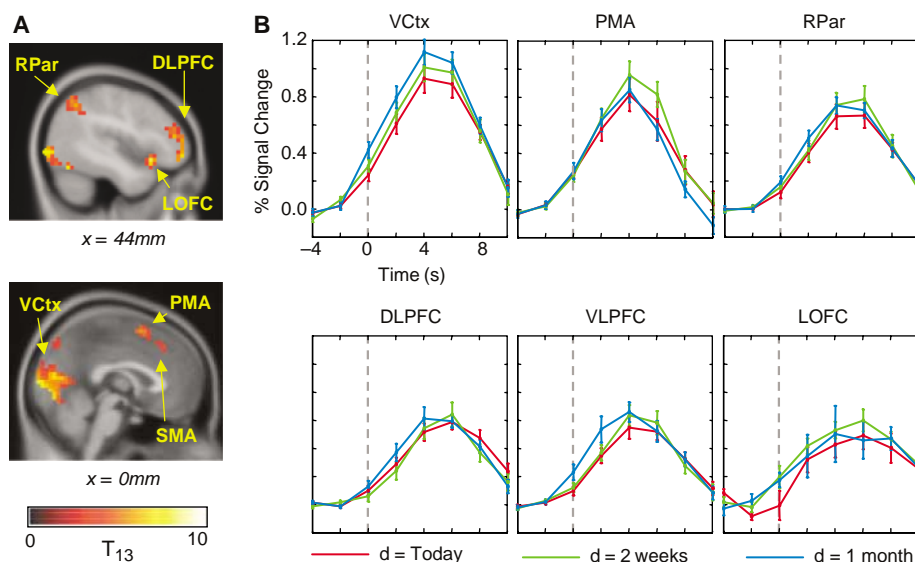 A
RPar
DLPFC
LOFC
x = 44mm
VCtx
PMA
SMA
x = 0mm
0
10
T13
B
VCtx
PMA
RPar
1.2
0.8
0.4
0.0
% Signal Change
–4
0
4
8
Time (s)
DLPFC
VLPFC
LOFC
d = Today
d = 2 weeks
d = 1 month